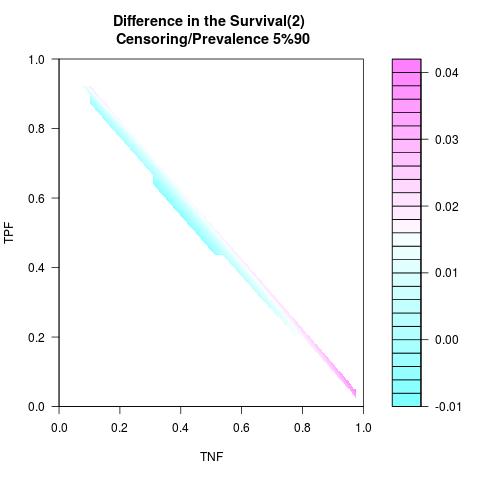 Difference in the Survival(2)
Censoring/Prevalence 5%90
1.0
0.8
0.6
0.4
0.2
0.0
TPF
0.0 0.2 0.4 0.6 0.8 1.0
TNF
0.04
0.03
0.02
0.01
0.00
-0.01